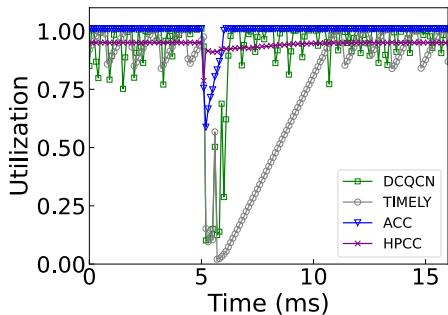 1.00
0.75
0.50
0.25
0.00
Utilization
DCQCN
TIMELY
ACC
HPCC
0 5 10 15
Time (ms)